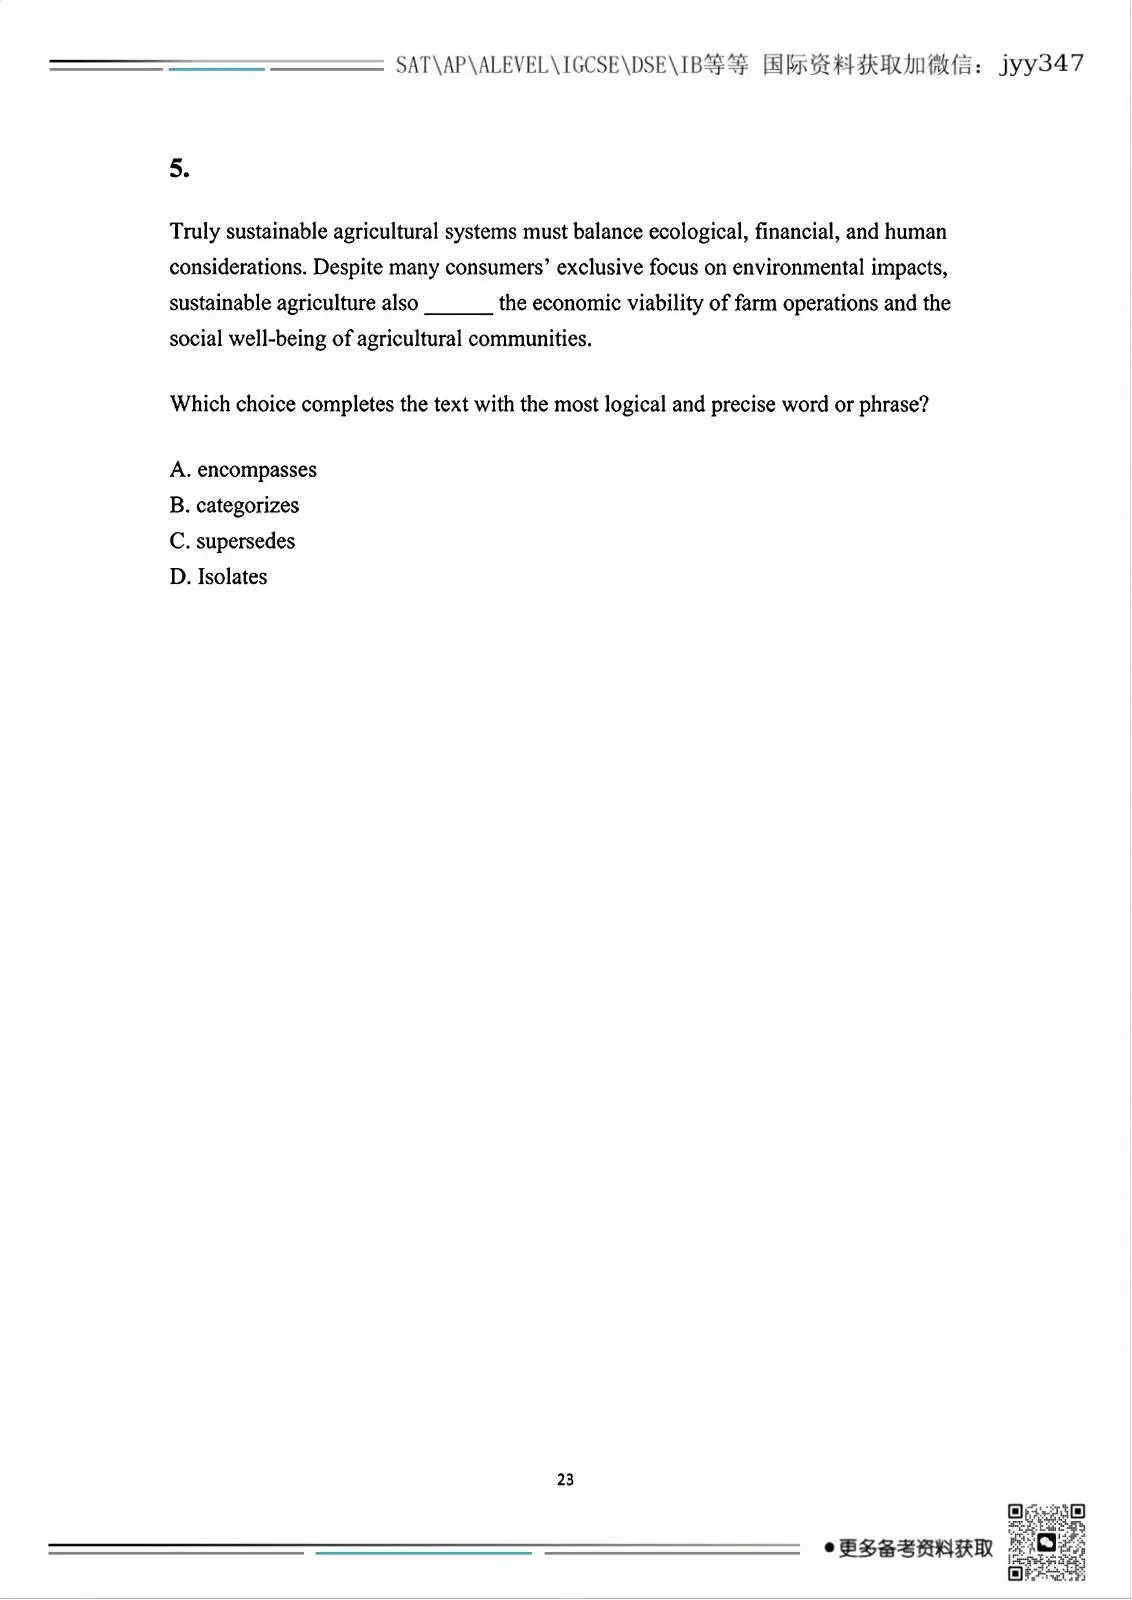 SAT\AP\ALEVEL\IGCSE\DSE\IB等等 国际资料获取加微信: jyy347
5.
Truly sustainable agricultural systems must balance ecological, financial, and human
considerations. Despite many consumers’ exclusive focus on environmental impacts,
sustainable agriculture also ______ the economic viability of farm operations and the
social well-being of agricultural communities.
Which choice completes the text with the most logical and precise word or phrase?
A. encompasses
B. categorizes
C. supersedes
D. Isolates
23
●更多备考资料获取